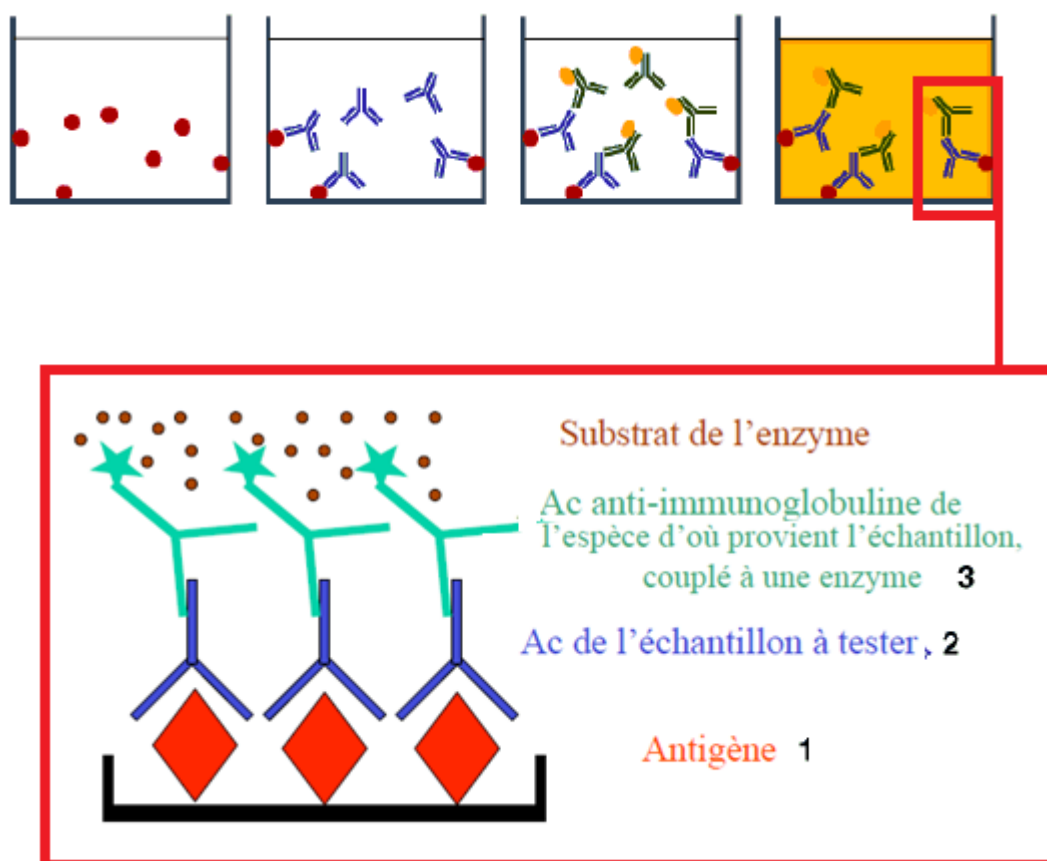 Substrat de l’enzyme
Ac anti-immunoglobuline de
l’espèce d’où provient l’échantillon,
couplé à une enzyme 3
Ac de l’échantillon à tester, 2
Antigène 1